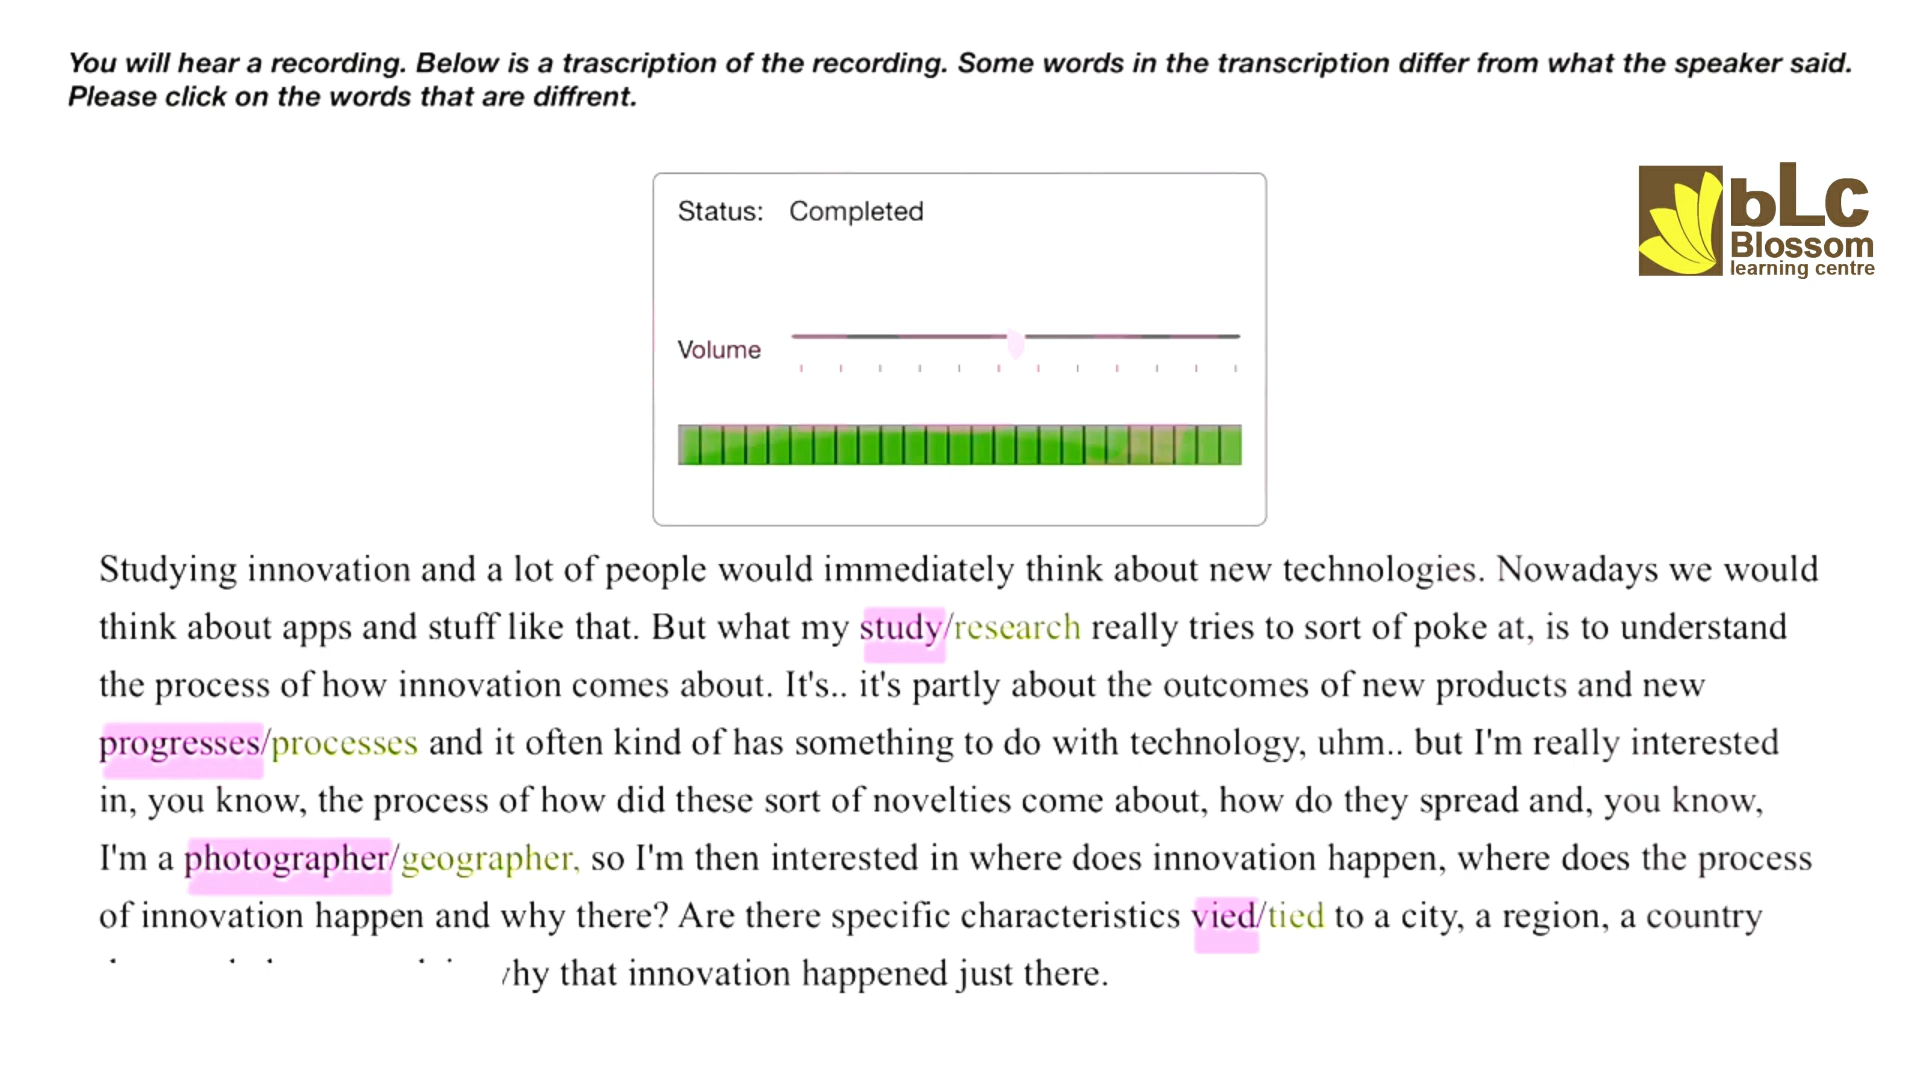 You will hear a recording. Below is a trascription of the recording. Some words in the transcription differ from what the speaker said.
Please click on the words that are diffrent.
bLc
Blossom
learning centre
Status: Completed
Volume
Studying innovation and a lot of people would immediately think about new technologies. Nowadays we would
think about apps and stuff like that. But what my study/research really tries to sort of poke at, is to understand
the process of how innovation comes about. It's.. it's partly about the outcomes of new products and new
progresses/processes and it often kind of has something to do with technology, uhm.. but I'm really interested
in, you know, the process of how did these sort of novelties come about, how do they spread and, you know,
I'm a photographer/geographer, so I'm then interested in where does innovation happen, where does the process
of innovation happen and why there? Are there specific characteristics vied/tied to a city, a region, a country
that innovation happened just there.